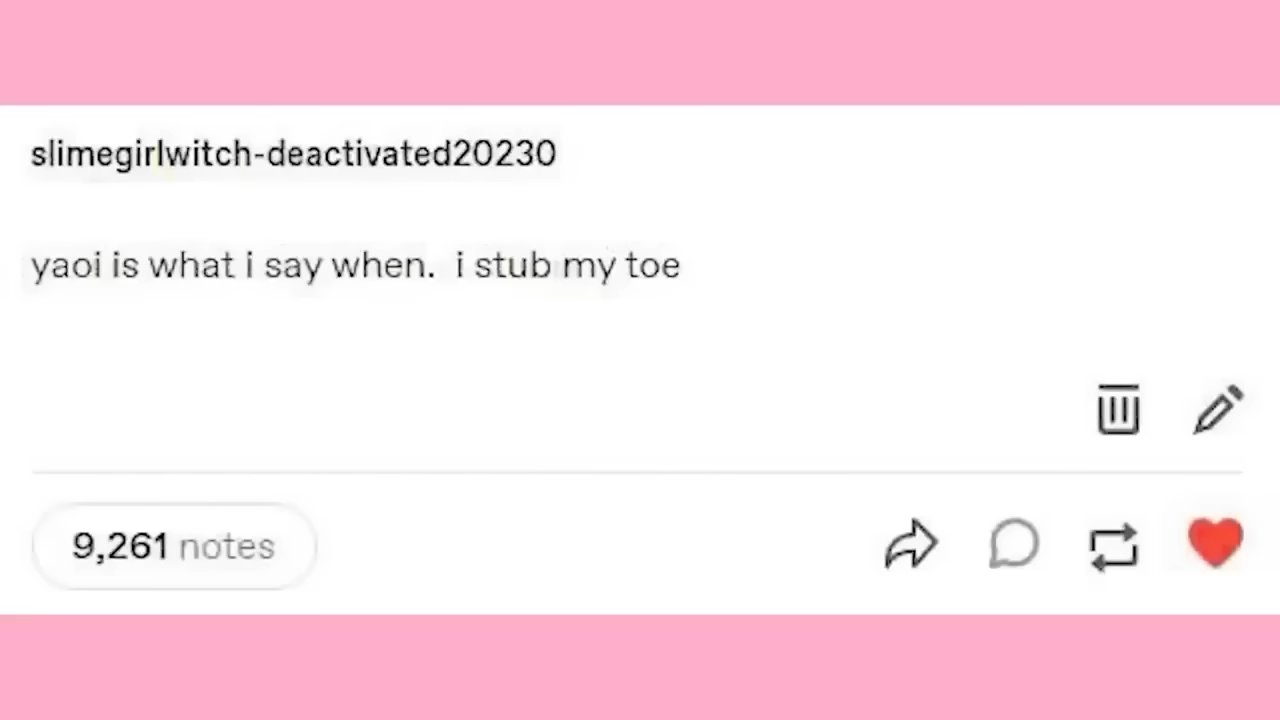 slimegirlwitch-deactivated20230
yaoi is what i say when.  i stub my toe
9,261 notes